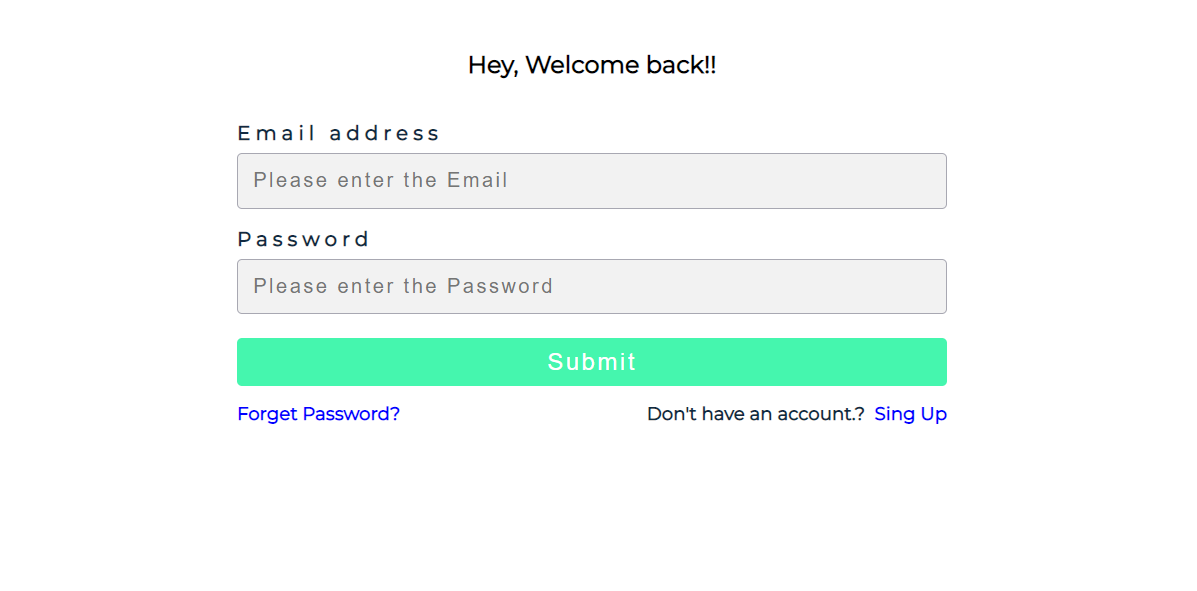 Hey, Welcome back!!
Email address
Please enter the Email
Password
Please enter the Password
Submit
Forget Password? Don't have an account.? Sing Up